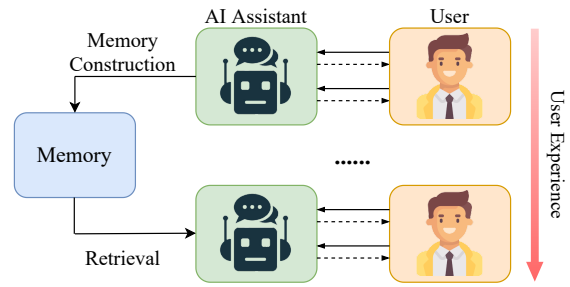 AI Assistant
User
Memory
Construction
Memory
......
Retrieval
User Experience